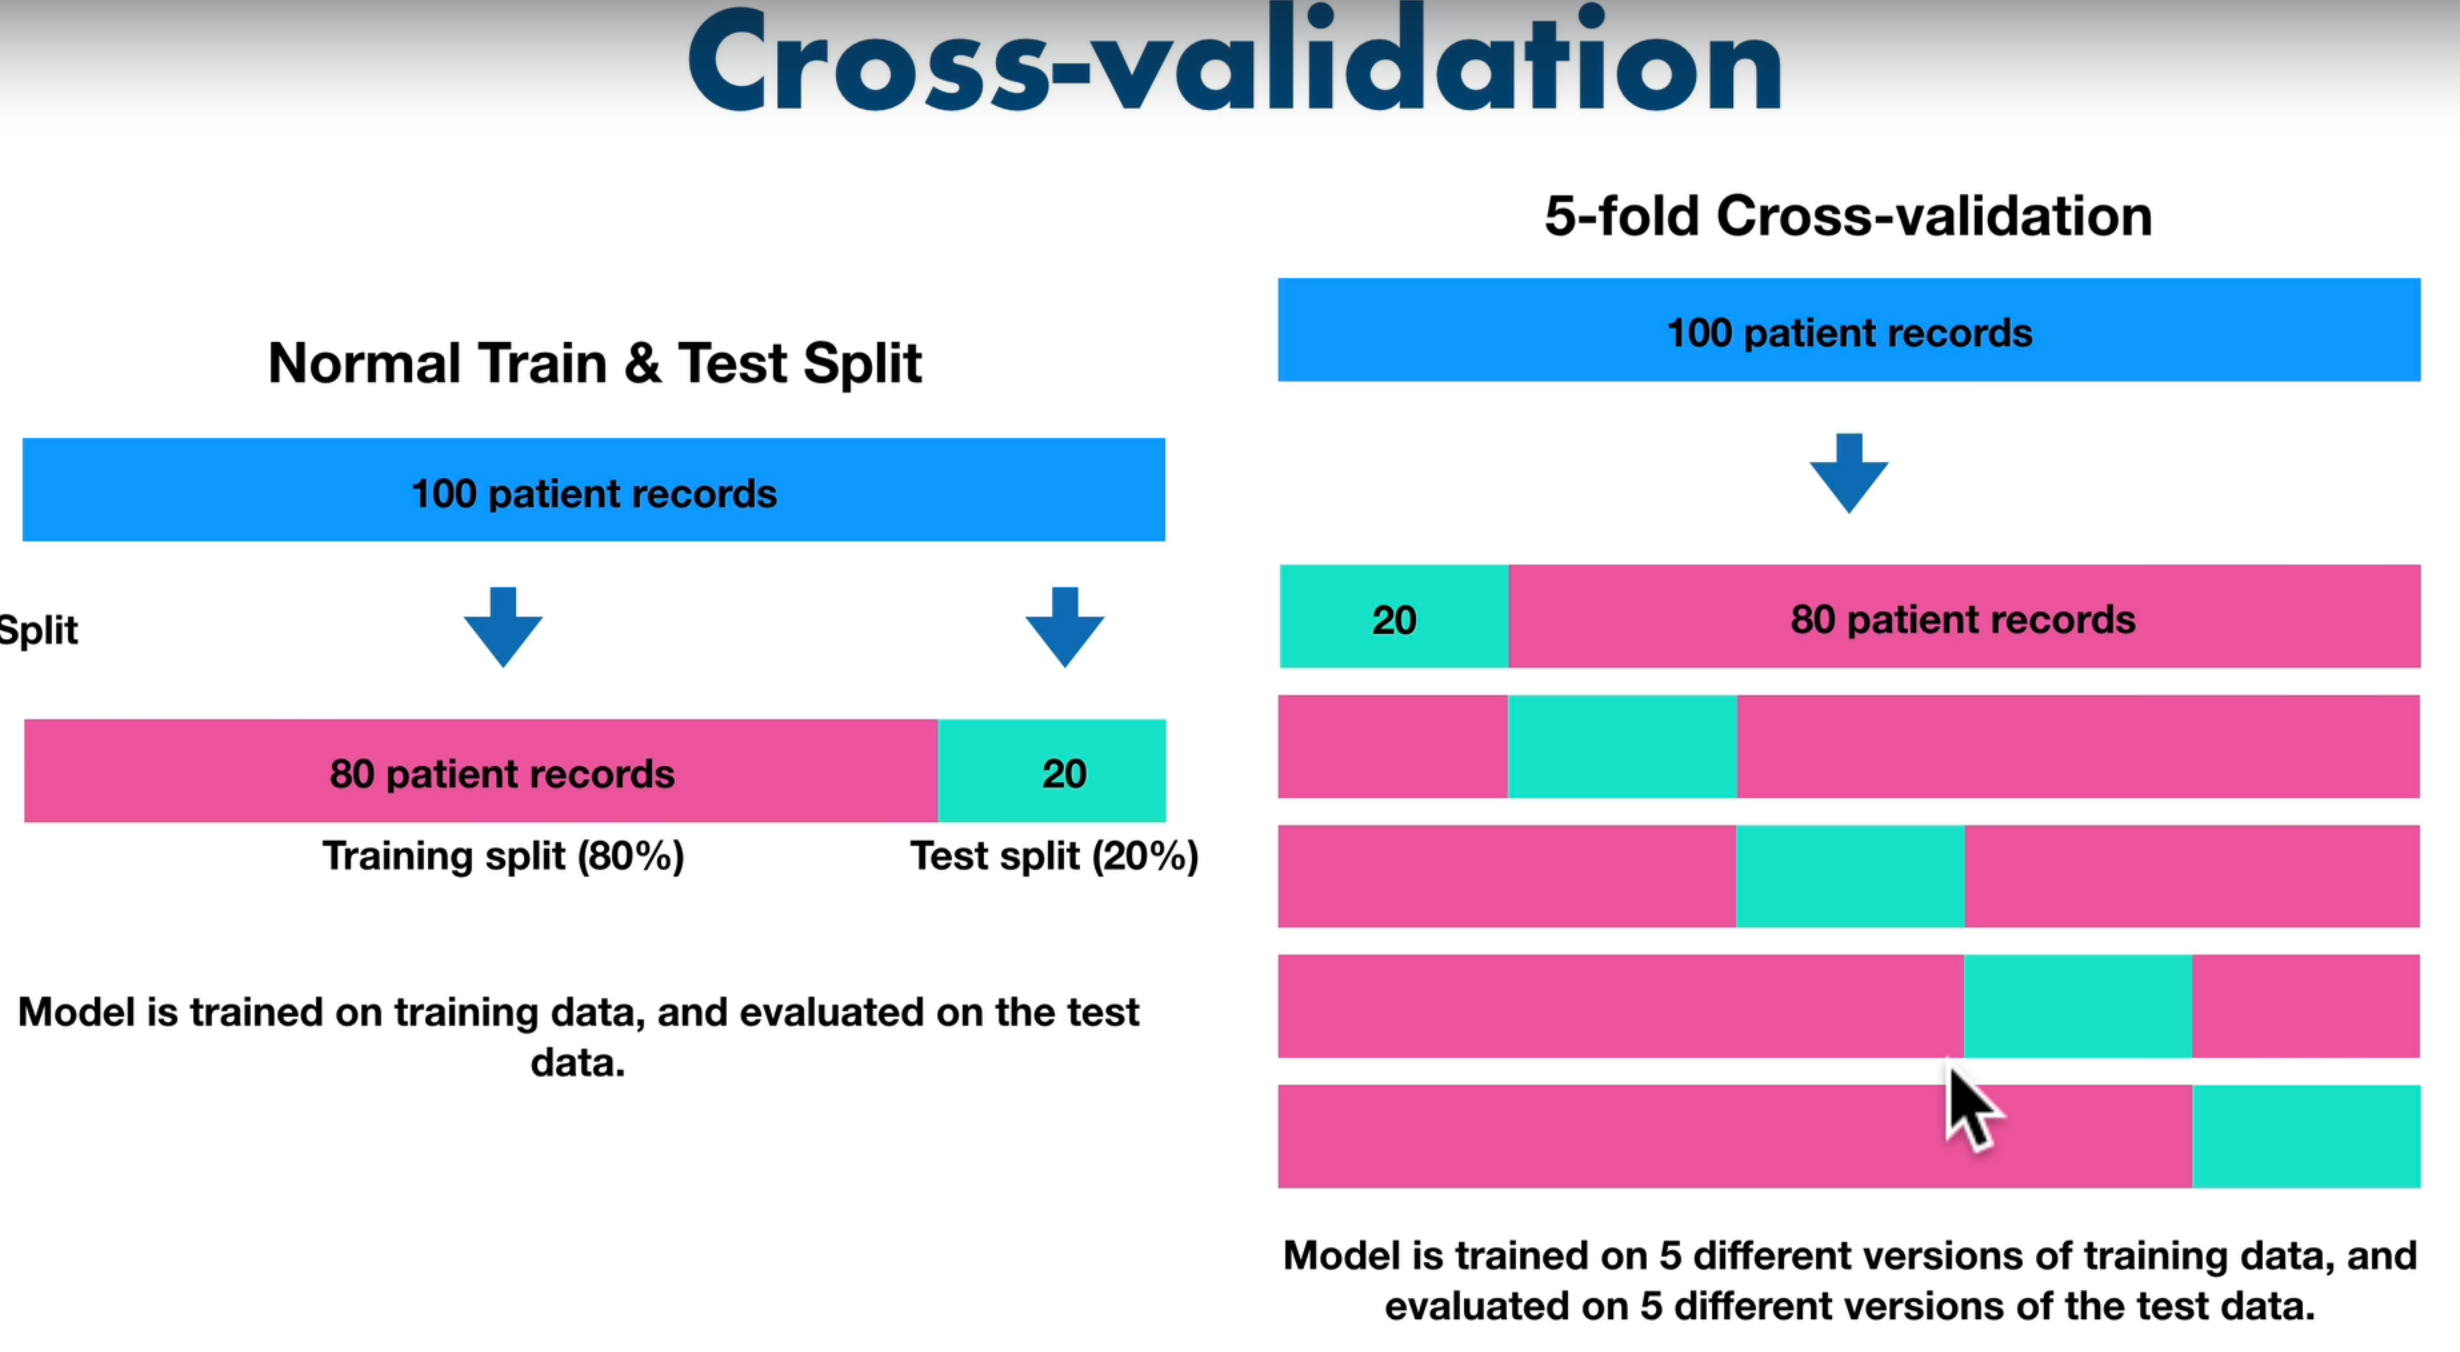 Cross-validation
Normal Train & Test Split
100 patient records
Split
80 patient records
20
Training split (80%)
Test split (20%)
Model is trained on training data, and evaluated on the test
data.
5-fold Cross-validation
100 patient records
20
80 patient records
Model is trained on 5 different versions of training data, and
evaluated on 5 different versions of the test data.